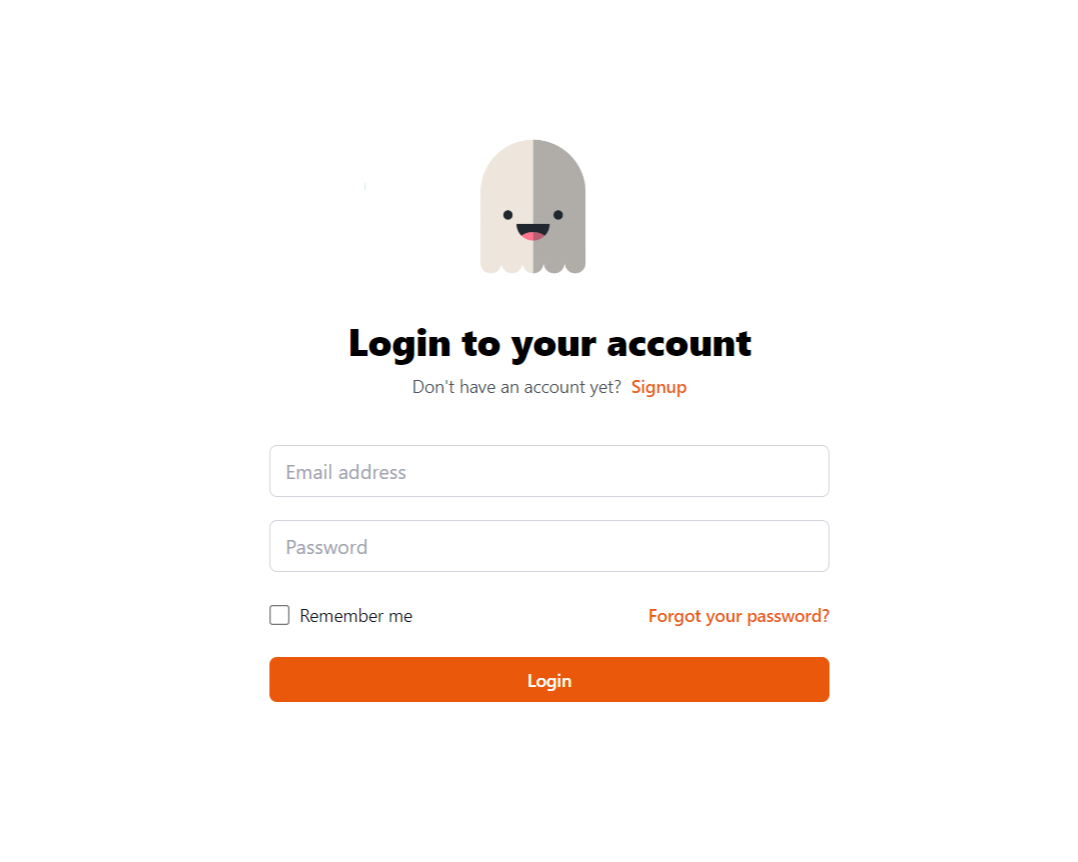 Login to your account
Don't have an account yet? Signup
Email address
Password
Remember me
Forgot your password?
Login